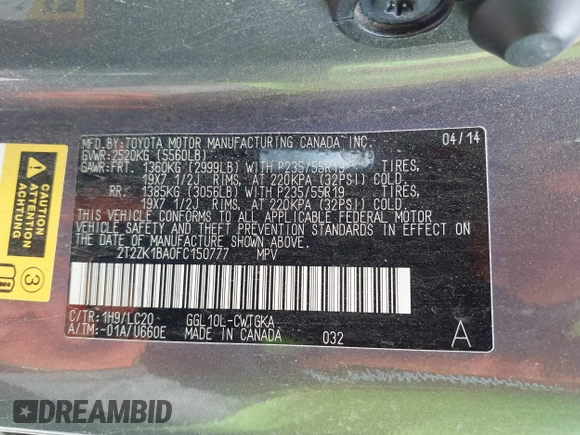 MFD.BY:TOYOTA MOTOR MANUFACTURING CANADA INC. 04/14
GVWR:2520KG (5560LB)
GAWR:FRT. 1360KG (2999LB) WITH P235/55R19 TIRES,
19X7 1/2J RIMS, AT 220KPA (32PSI) COLD.
RR. 1385KG (3056LB) WITH P235/55R19 TIRES,
19X7 1/2J RIMS, AT 220KPA (32PSI) COLD.
THIS VEHICLE CONFORMS TO ALL APPLICABLE FEDERAL MOTOR
VEHICLE SAFETY, BUMPER, AND THEFT PREVENTION
STANDARDS IN EFFECT ON THE
DATE OF MANUFACTURE SHOWN ABOVE.
2T2ZK1BA0FC150777 MPV
C/TR:1H9/LC20 GGL10L-CWTGKA
A/TM:-01A/U660E MADE IN CANADA 032 A
CAUTION
ATTENTION
ACHTUNG
3
DREAMBID